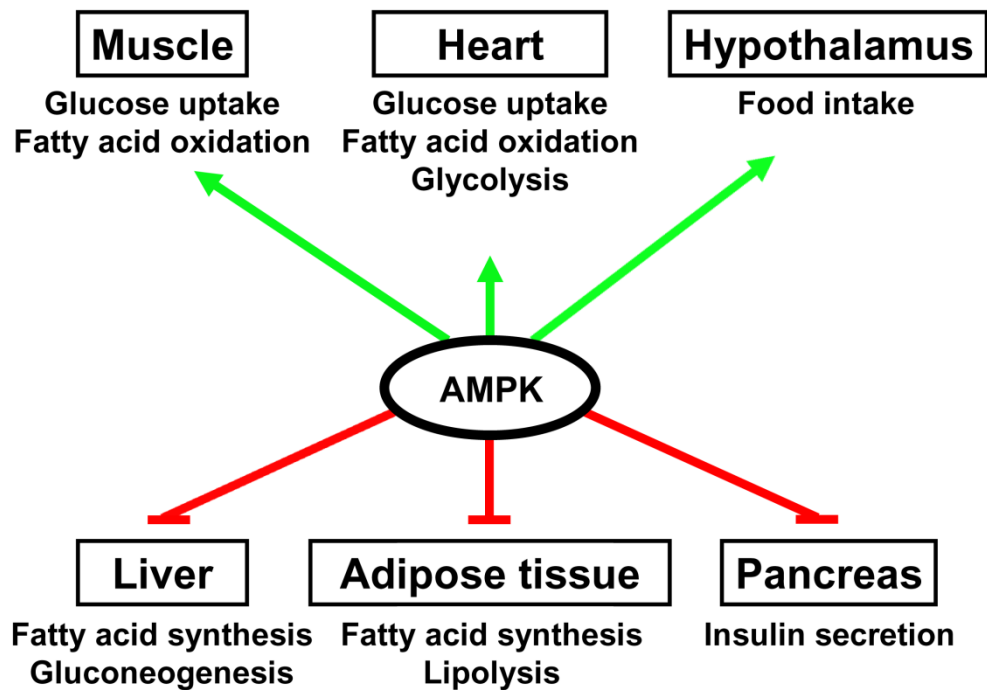 Muscle
Glucose uptake
Fatty acid oxidation
Heart
Glucose uptake
Fatty acid oxidation
Glycolysis
Hypothalamus
Food intake
AMPK
Liver
Fatty acid synthesis
Gluconeogenesis
Adipose tissue
Fatty acid synthesis
Lipolysis
Pancreas
Insulin secretion